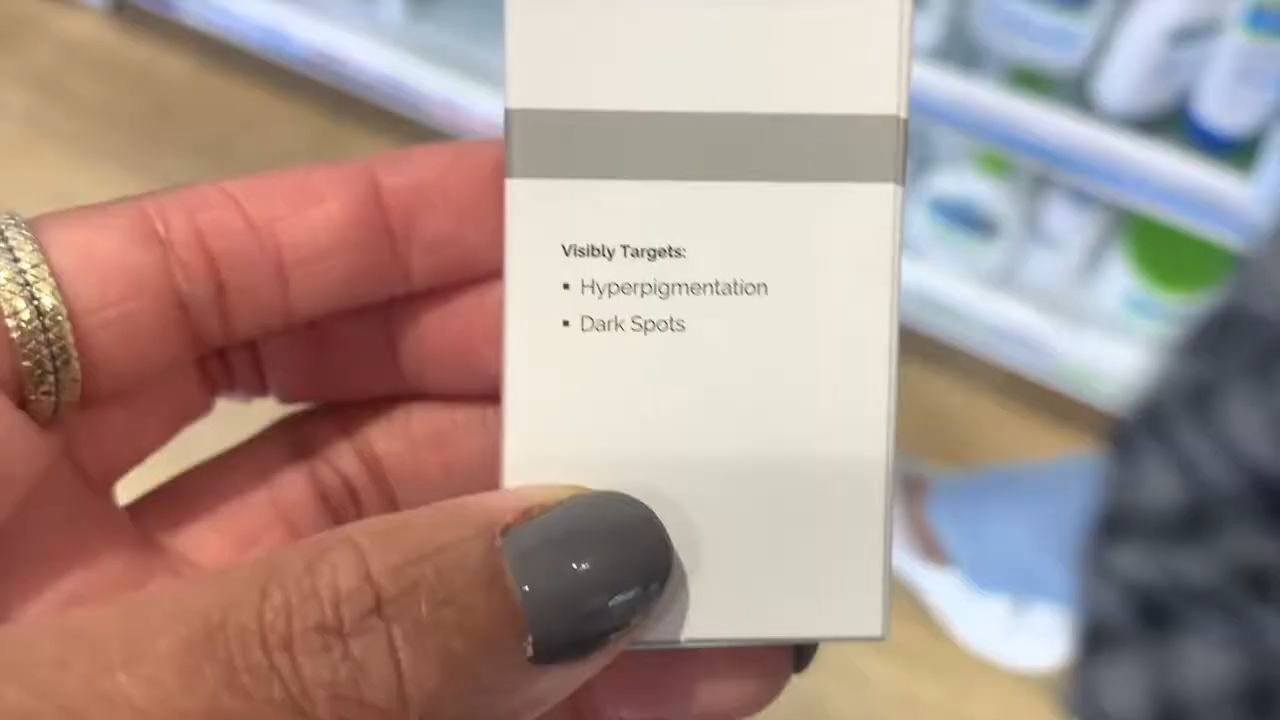 Visibly Targets:
▪ Hyperpigmentation
▪ Dark Spots